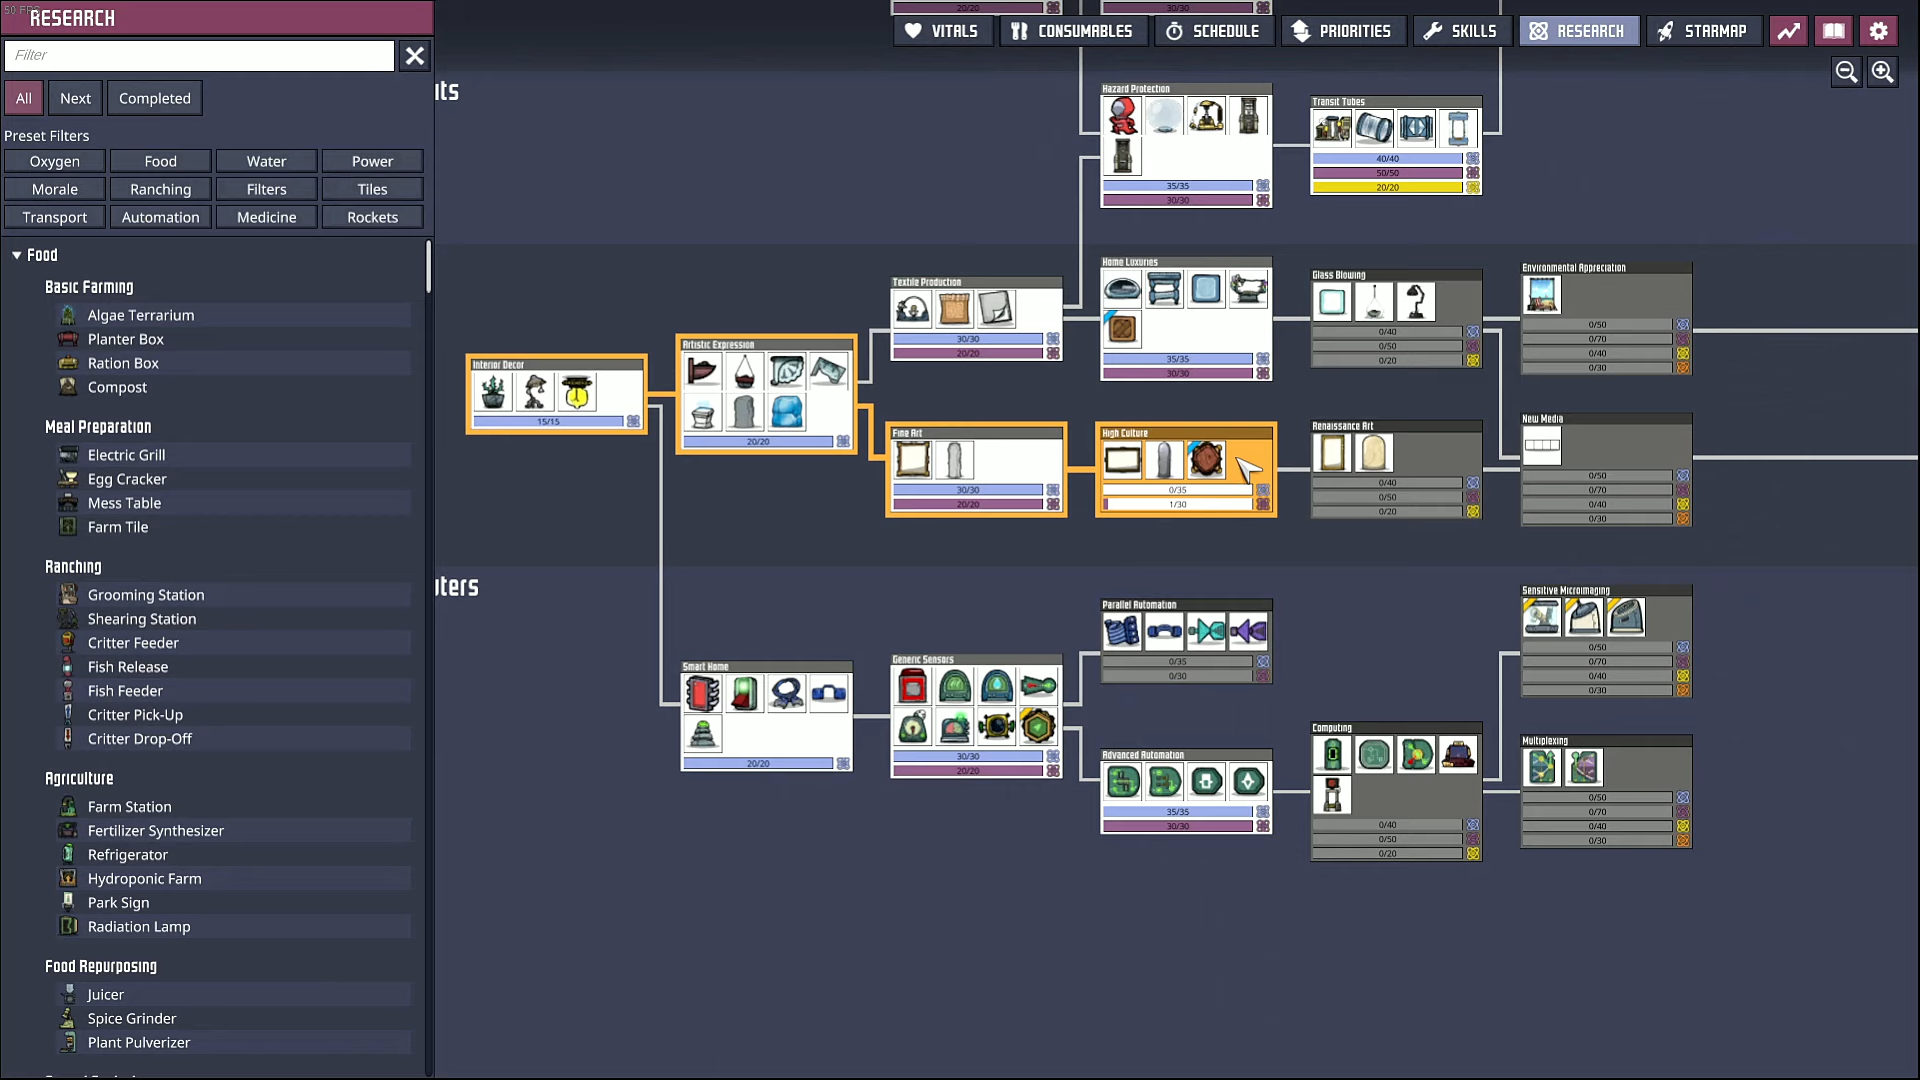 50 FPS
RESEARCH
Filter
All
Next
Completed
Preset Filters
Oxygen
Food
Water
Power
Morale
Ranching
Filters
Tiles
Transport
Automation
Medicine
Rockets
Food
Basic Farming
Algae Terrarium
Planter Box
Ration Box
Compost
Meal Preparation
Electric Grill
Egg Cracker
Mess Table
Farm Tile
Ranching
Grooming Station
Shearing Station
Critter Feeder
Fish Release
Fish Feeder
Critter Pick-Up
Critter Drop-Off
Agriculture
Farm Station
Fertilizer Synthesizer
Refrigerator
Hydroponic Farm
Park Sign
Radiation Lamp
Food Repurposing
Juicer
Spice Grinder
Plant Pulverizer
20/20
30/30
VITALS
CONSUMABLES
SCHEDULE
PRIORITIES
SKILLS
RESEARCH
STARMAP
its
Hazard Protection
35/35
30/30
Transit Tubes
40/40
50/50
20/20
Interior Decor
15/15
Artistic Expression
20/20
Textile Production
30/30
20/20
Home Luxuries
35/35
30/30
Glass Blowing
0/40
0/50
0/20
Environmental Appreciation
0/50
0/70
0/40
0/30
Fine Art
30/30
20/20
High Culture
0/35
1/30
Renaissance Art
0/40
0/50
0/20
New Media
0/50
0/70
0/40
0/30
uters
Smart Home
20/20
Generic Sensors
30/30
20/20
Parallel Automation
0/35
0/30
Advanced Automation
35/35
30/30
Computing
0/40
0/50
0/20
Sensitive Microimaging
0/50
0/70
0/40
0/30
Multiplexing
0/50
0/70
0/40
0/30